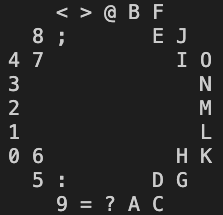 < > @ B F
8 ; E J
4 7 I O
3 N
2 M
1 L
0 6 H K
5 : D G
9 = ? A C